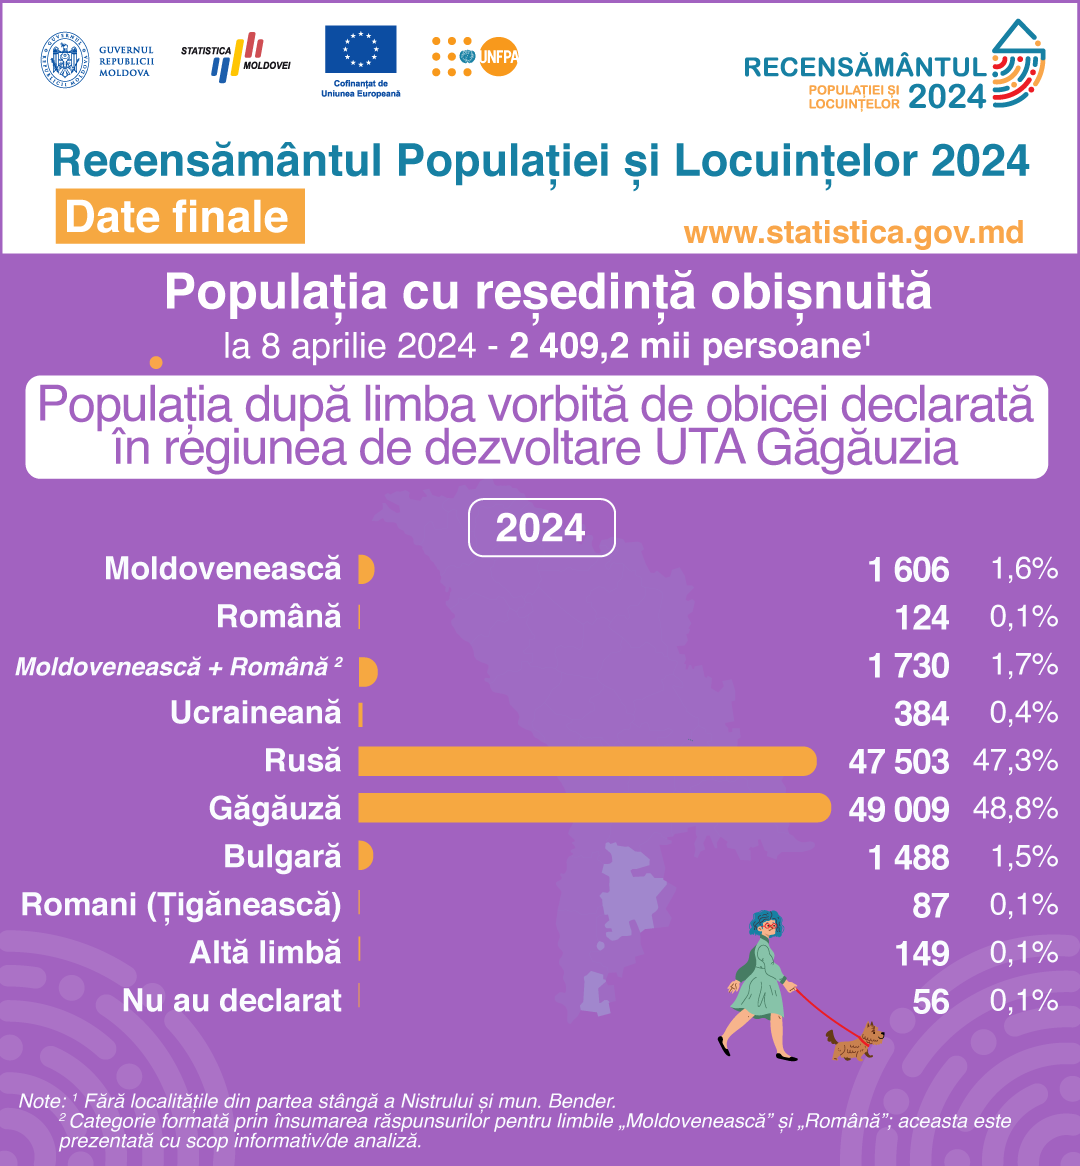 GUVERNUL
REPUBLICII
MOLDOVA
STATISTICA
MOLDOVEI
Cofinanțat de
Uniunea Europeană
UNFPA
RECENSĂMÂNTUL
POPULAȚIEI ȘI
LOCUINȚELOR
2024
Recensământul Populației și Locuințelor 2024
Date finale
www.statistica.gov.md
Populația cu reședință obișnuită
la 8 aprilie 2024 - 2 409,2 mii persoane¹
Populația după limba vorbită de obicei declarată
în regiunea de dezvoltare UTA Găgăuzia
2024
Moldovenească 1 606 1,6%
Română 124 0,1%
Moldovenească + Română ² 1 730 1,7%
Ucraineană 384 0,4%
Rusă 47 503 47,3%
Găgăuză 49 009 48,8%
Bulgară 1 488 1,5%
Romani (Țigănească) 87 0,1%
Altă limbă 149 0,1%
Nu au declarat 56 0,1%
Note: ¹ Fără localitățile din partea stângă a Nistrului și mun. Bender.
² Categorie formată prin însumarea răspunsurilor pentru limbile „Moldovenească” și „Română”; aceasta este
prezentată cu scop informativ/de analiză.